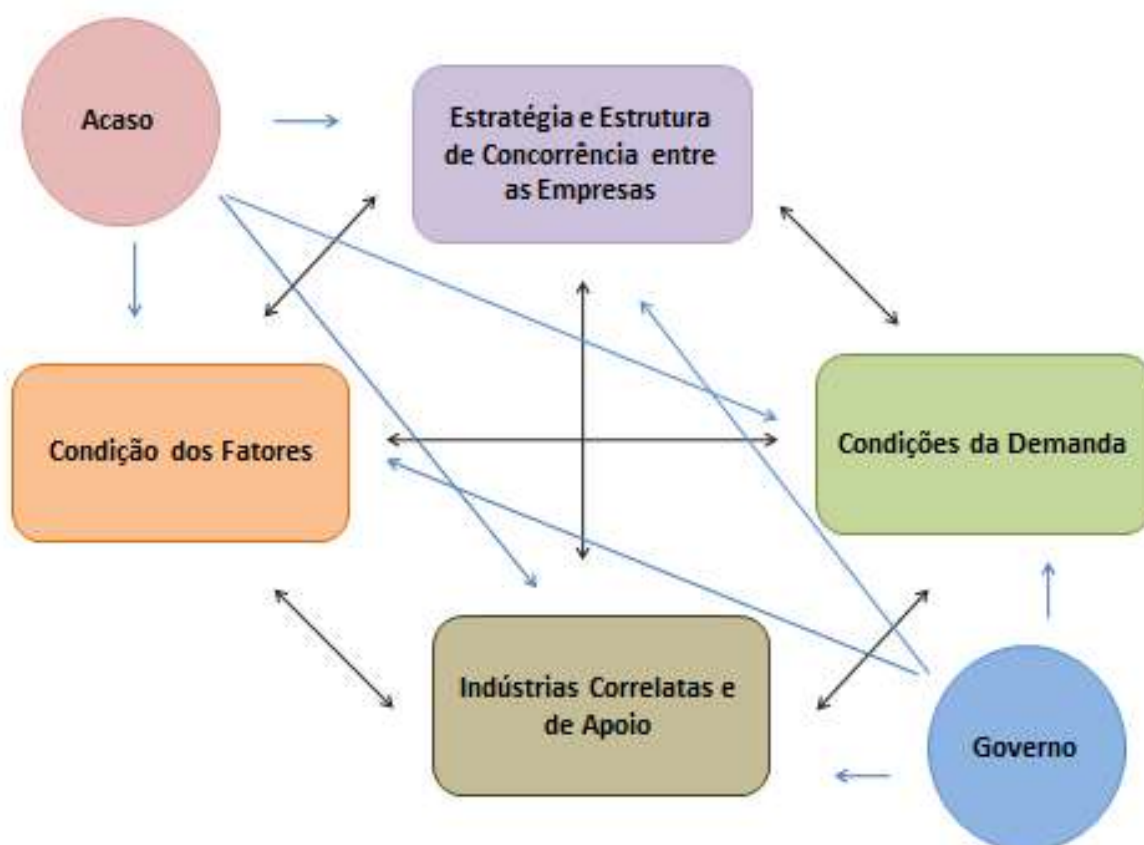 Acaso
Estratégia e Estrutura
de Concorrência entre
as Empresas
Condição dos Fatores
Condições da Demanda
Indústrias Correlatas e
de Apoio
Governo